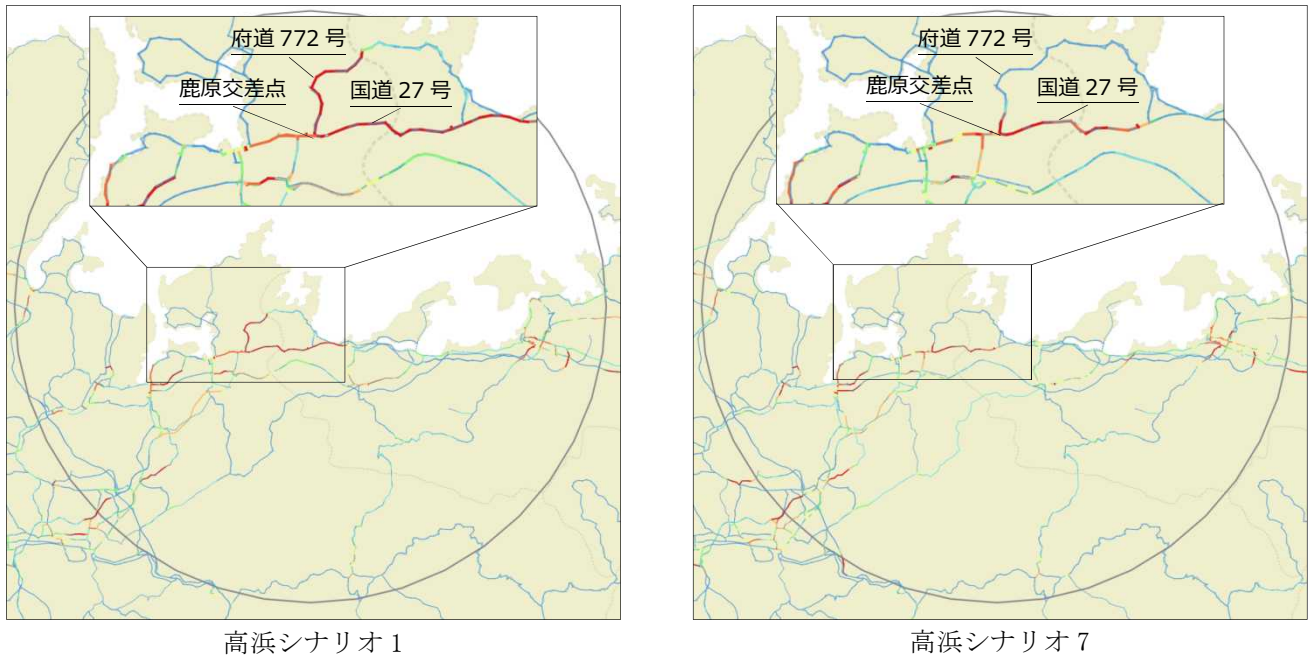 府道 772 号
鹿原交差点
国道 27 号
高浜シナリオ 1
府道 772 号
鹿原交差点
国道 27 号
高浜シナリオ 7